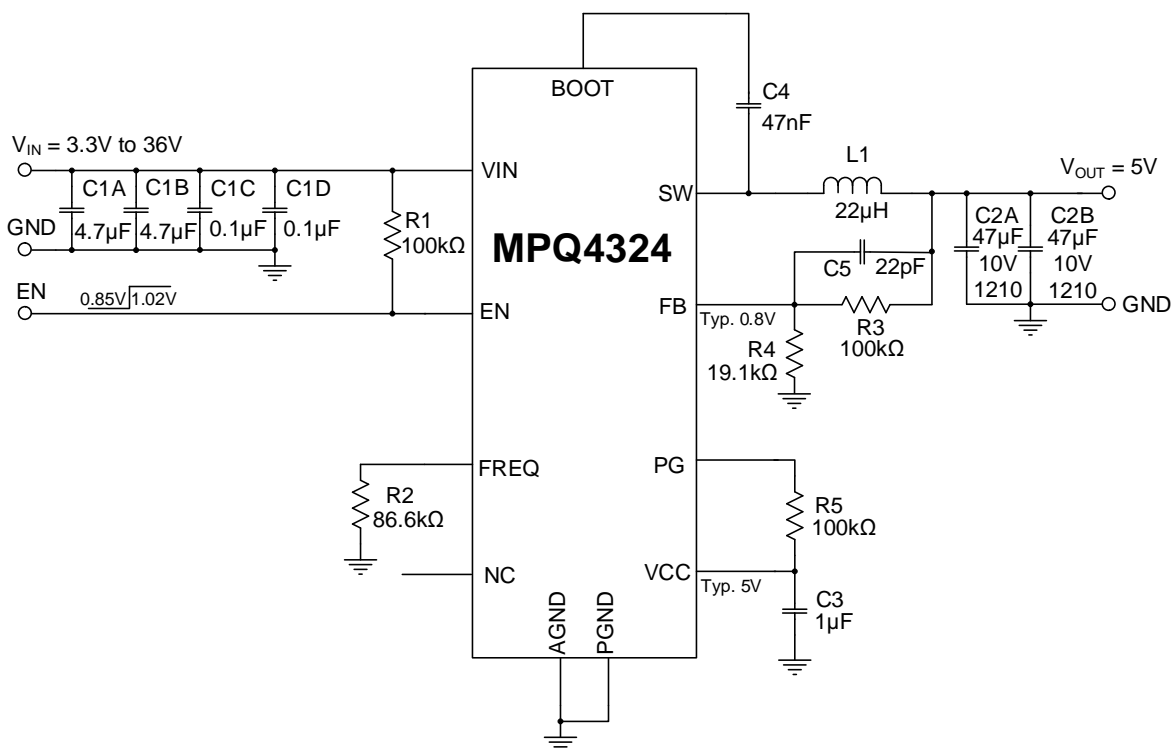 BOOT
C4
47nF
V_IN = 3.3V to 36V
VIN
C1A C1B C1C C1D
4.7µF 4.7µF 0.1µF 0.1µF
GND
R1
100kΩ
EN
0.85V 1.02V
EN
MPQ4324
SW
L1
22µH
V_OUT = 5V
C2A
47µF
10V
1210
C2B
47µF
10V
1210
GND
C5 22pF
FB
Typ. 0.8V
R3
100kΩ
R4
19.1kΩ
FREQ
R2
86.6kΩ
NC
PG
R5
100kΩ
VCC
Typ. 5V
C3
1µF
AGND
PGND